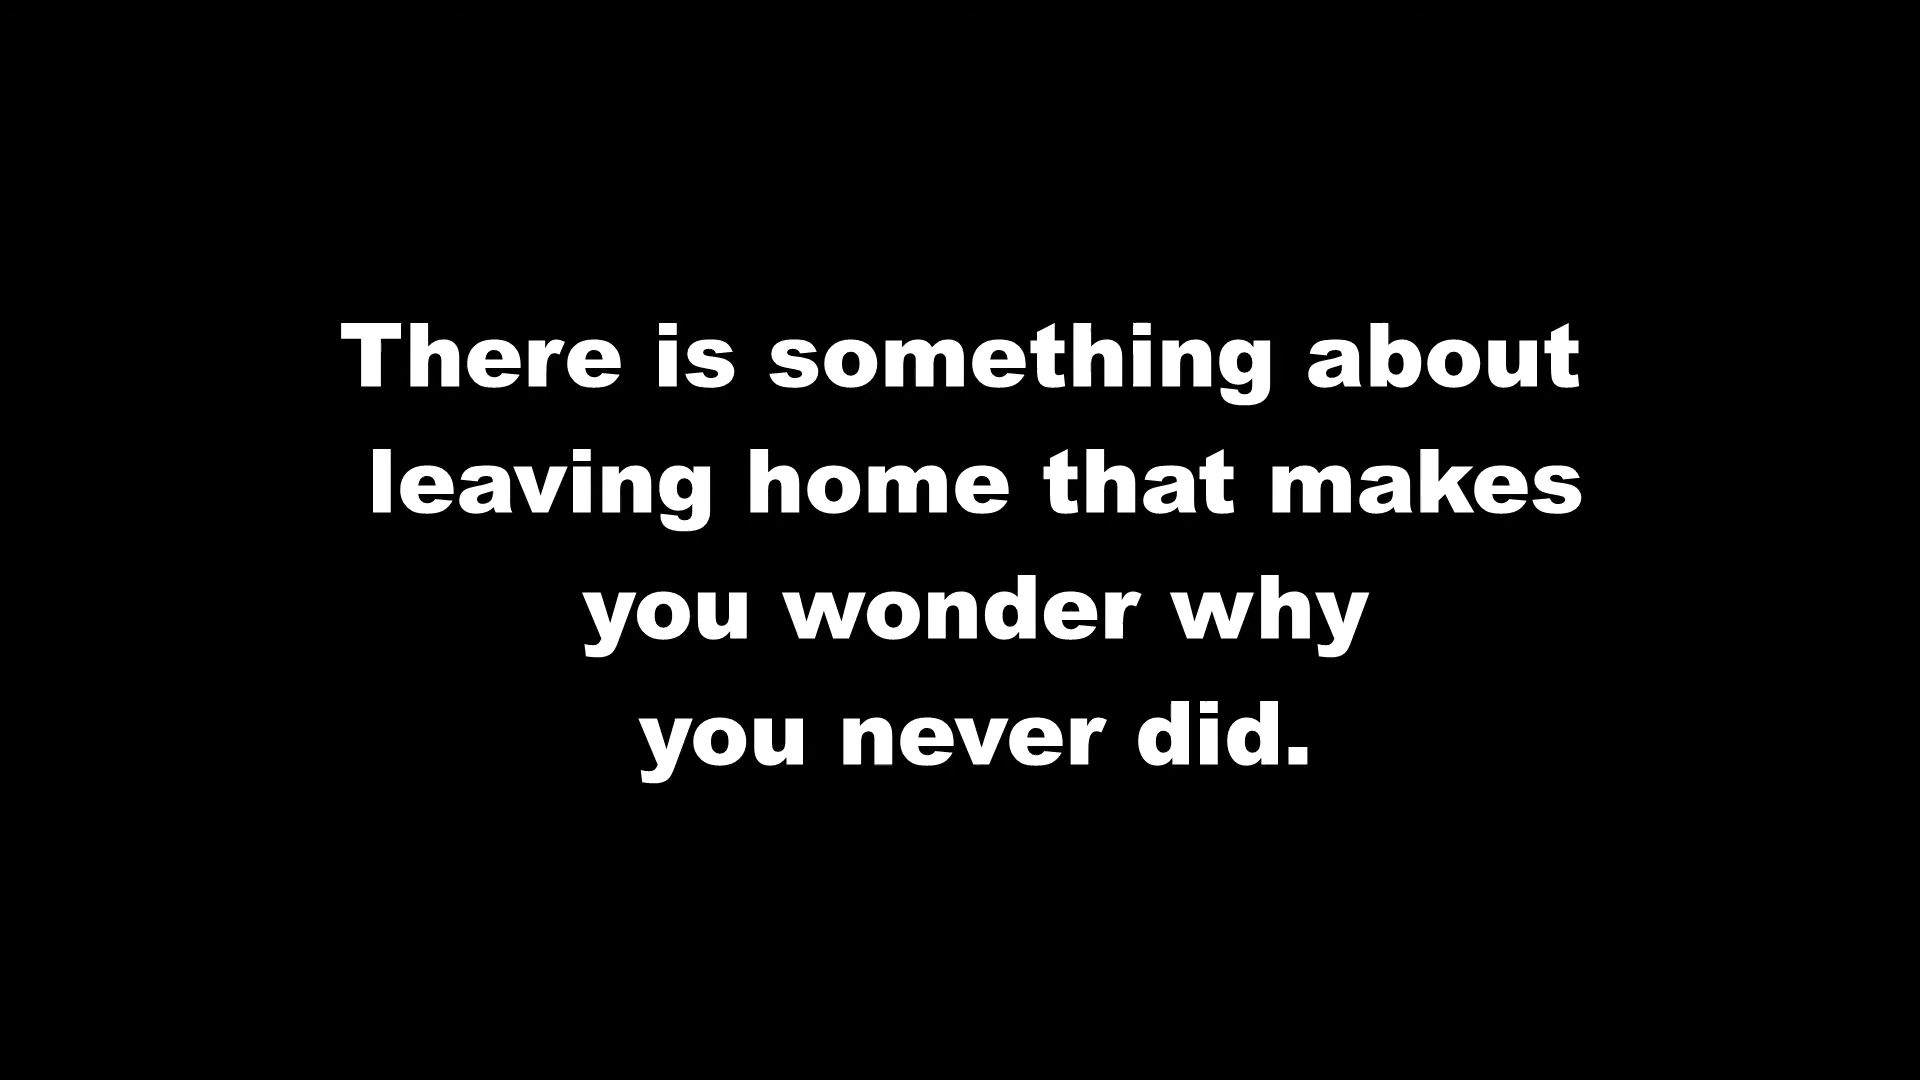 There is something about
leaving home that makes
you wonder why
you never did.